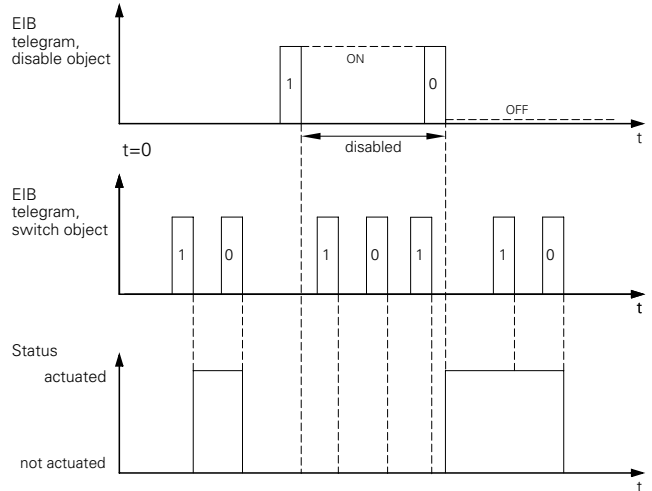 EIB
telegram,
disable object
ON
1
0
OFF
t
t=0
disabled
EIB
telegram,
switch object
1
0
1
0
1
1
0
t
Status
actuated
not actuated
t